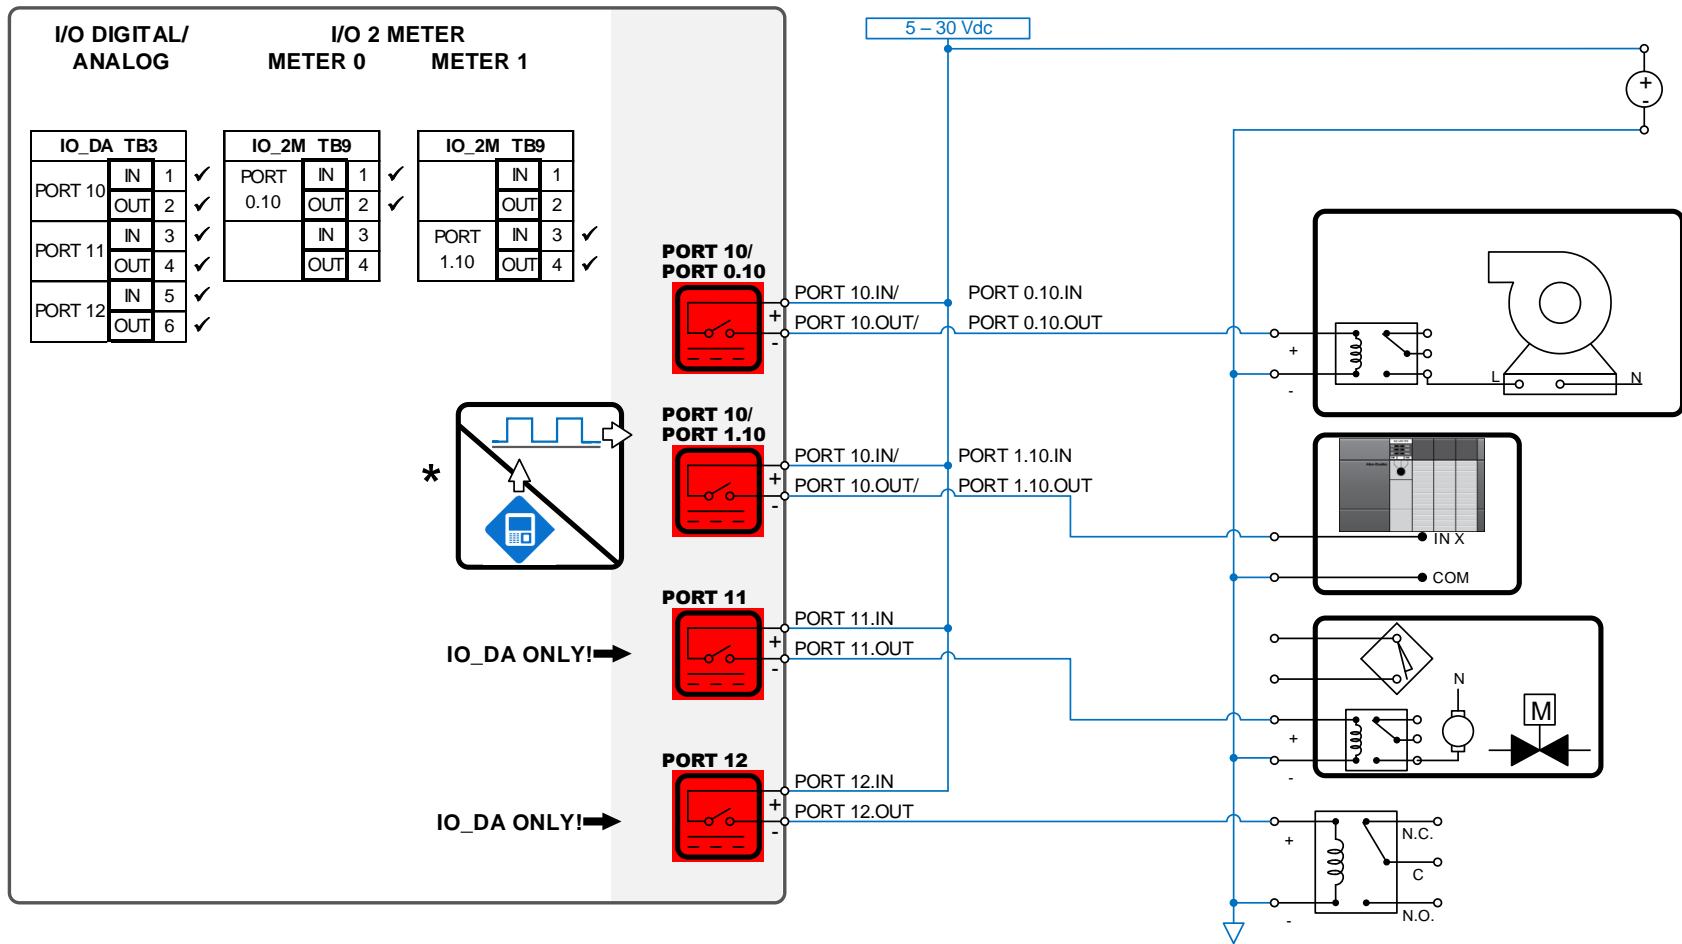 I/O DIGITAL/
ANALOG
I/O 2 METER
METER 0 METER 1
5 – 30 Vdc
IO_DA TB3
PORT 10 IN 1 ✓
OUT 2 ✓
PORT 11 IN 3 ✓
OUT 4 ✓
PORT 12 IN 5 ✓
OUT 6 ✓
IO_2M TB9
PORT 0.10 IN 1 ✓
OUT 2 ✓
IN 3
OUT 4
IO_2M TB9
IN 1
OUT 2
PORT 1.10 IN 3 ✓
OUT 4 ✓
+
-
PORT 10/
PORT 0.10
+
-
PORT 10.IN/ PORT 0.10.IN
PORT 10.OUT/ PORT 0.10.OUT
+
-
L N
*
PORT 10/
PORT 1.10
+
-
PORT 10.IN/ PORT 1.10.IN
PORT 10.OUT/ PORT 1.10.OUT
IN X
COM
IO_DA ONLY!
PORT 11
+
-
PORT 11.IN
PORT 11.OUT
+
-
N
M
IO_DA ONLY!
PORT 12
+
-
PORT 12.IN
PORT 12.OUT
+
-
N.C.
C
N.O.